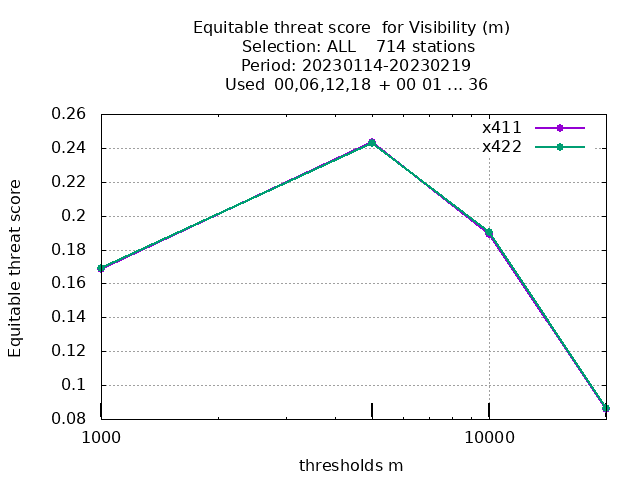 Equitable threat score  for Visibility (m)
Selection: ALL    714 stations
Period: 20230114-20230219
Used  00,06,12,18  + 00 01 ... 36
x411
x422
Equitable threat score
0.26
0.24
0.22
0.2
0.18
0.16
0.14
0.12
0.1
0.08
1000
10000
thresholds m